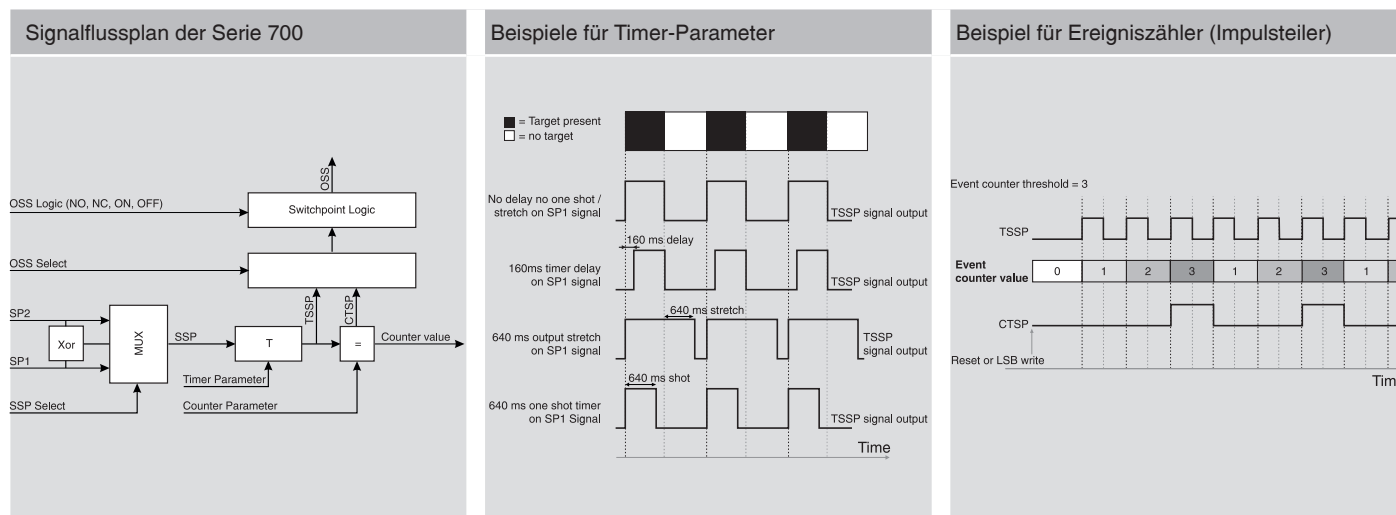 Signalflussplan der Serie 700
OSS
OSS Logic (NO, NC, ON, OFF)
Switchpoint Logic
OSS Select
TSSP
CTSP
SP2
Xor
SP1
MUX
SSP
T
=
Counter value
Timer Parameter
SSP Select
Counter Parameter
Beispiele für Timer-Parameter
= Target present
= no target
No delay no one shot /
stretch on SP1 signal
TSSP signal output
160 ms delay
160ms timer delay
on SP1 signal
TSSP signal output
640 ms stretch
640 ms output stretch
on SP1 signal
TSSP
signal output
640 ms shot
640 ms one shot timer
on SP1 Signal
TSSP signal output
Time
Beispiel für Ereigniszähler (Impulsteiler)
Event counter threshold = 3
TSSP
Event
counter value
0 1 2 3 1 2 3 1
CTSP
Reset or LSB write
Tim